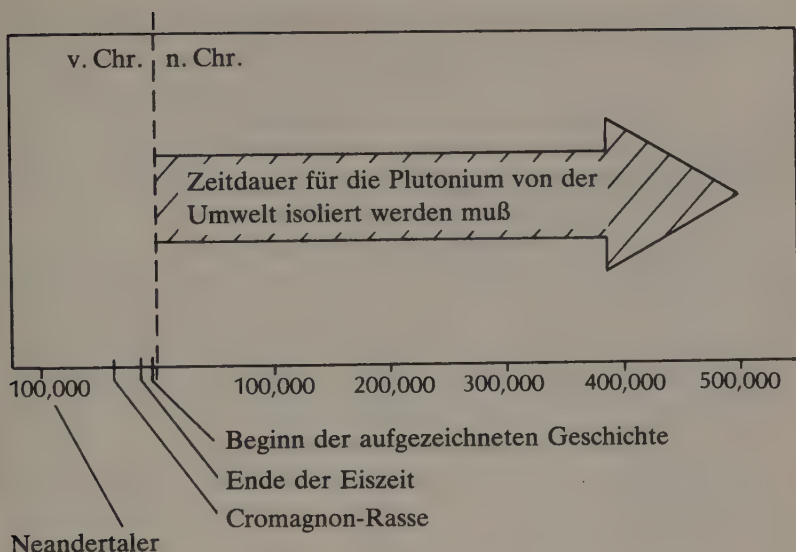 v. Chr. n. Chr.
Zeitdauer für die Plutonium von der
Umwelt isoliert werden muß
100,000 100,000 200,000 300,000 400,000 500,000
Beginn der aufgezeichneten Geschichte
Ende der Eiszeit
Cromagnon-Rasse
Neandertaler